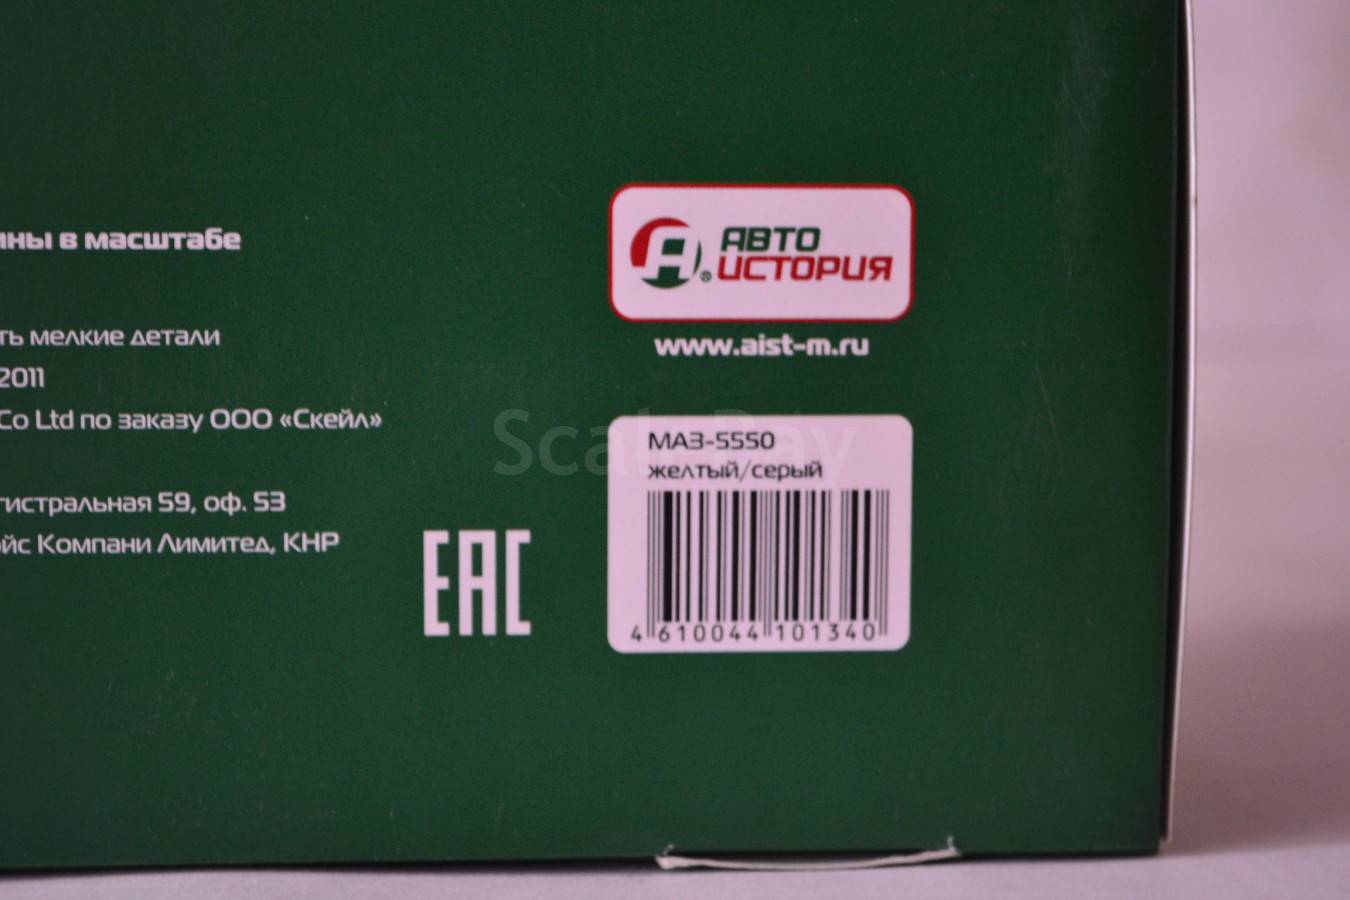 ины в масштабе
ть мелкие детали
2011
Co Ltd по заказу ООО «Скейл»
гистральная 59, оф. 53
йс Компани Лимитед, КНР
EAC
АВТО
ИСТОРИЯ
®
www.aist-m.ru
МАЗ-5550
желтый/серый
4 610044 101340